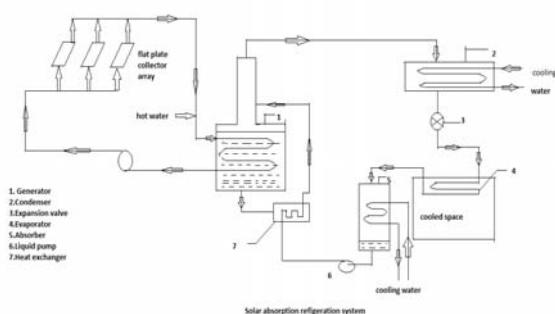 flat plate
collector
array
hot water
1
2
cooling
water
3
4
cooled space
5
6
7
cooling water
1. Generator
2.Condenser
3.Expansion valve
4.Evaporator
5.Absorber
6.Liquid pump
7.Heat exchanger
Solar absorption refigeration system